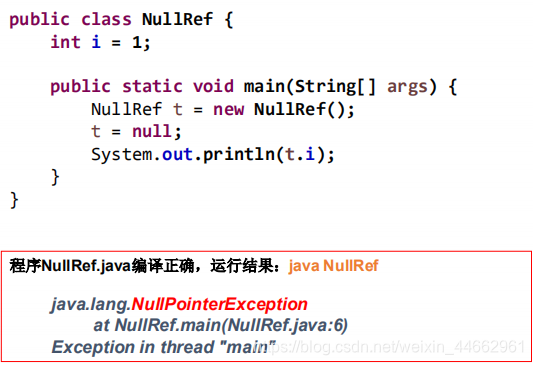 public class NullRef {
    int i = 1;
    public static void main(String[] args) {
        NullRef t = new NullRef();
        t = null;
        System.out.println(t.i);
    }
}
程序NullRef.java编译正确，运行结果：java NullRef
java.lang.NullPointerException
        at NullRef.main(NullRef.java:6)
Exception in thread "main"
https://blog.csdn.net/weixin_44662961